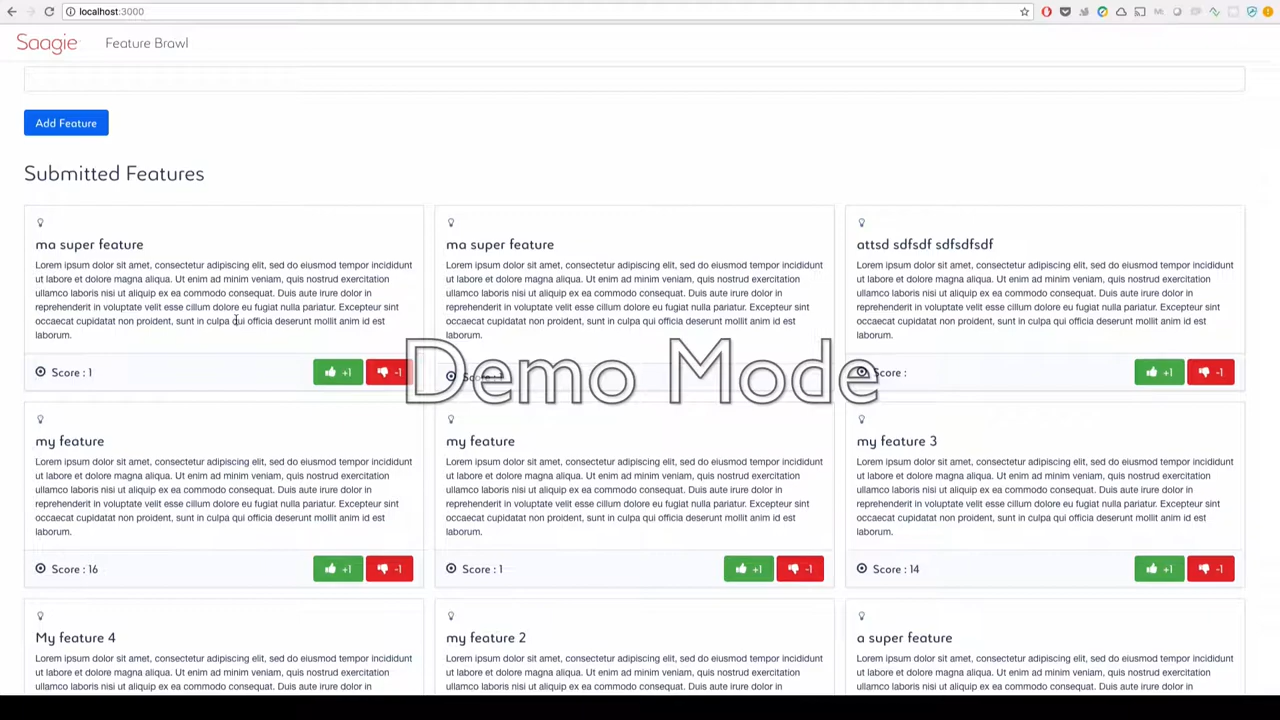 localhost:3000
Saagie Feature Brawl
Add Feature
Submitted Features
ma super feature
Lorem ipsum dolor sit amet, consectetur adipiscing elit, sed do eiusmod tempor incididunt
ut labore et dolore magna aliqua. Ut enim ad minim veniam, quis nostrud exercitation
ullamco laboris nisi ut aliquip ex ea commodo consequat. Duis aute irure dolor in
reprehenderit in voluptate velit esse cillum dolore eu fugiat nulla pariatur. Excepteur sint
occaecat cupidatat non proident, sunt in culpa qui officia deserunt mollit anim id est
laborum.
Score : 1
+1
-1
ma super feature
Lorem ipsum dolor sit amet, consectetur adipiscing elit, sed do eiusmod tempor incididunt
ut labore et dolore magna aliqua. Ut enim ad minim veniam, quis nostrud exercitation
ullamco laboris nisi ut aliquip ex ea commodo consequat. Duis aute irure dolor in
reprehenderit in voluptate velit esse cillum dolore eu fugiat nulla pariatur. Excepteur sint
occaecat cupidatat non proident, sunt in culpa qui officia deserunt mollit anim id est
laborum.
attsd sdfsdf sdfsdfsdf
Lorem ipsum dolor sit amet, consectetur adipiscing elit, sed do eiusmod tempor incididunt
ut labore et dolore magna aliqua. Ut enim ad minim veniam, quis nostrud exercitation
ullamco laboris nisi ut aliquip ex ea commodo consequat. Duis aute irure dolor in
reprehenderit in voluptate velit esse cillum dolore eu fugiat nulla pariatur. Excepteur sint
occaecat cupidatat non proident, sunt in culpa qui officia deserunt mollit anim id est
laborum.
Score :
+1
-1
Demo Mode
my feature
Lorem ipsum dolor sit amet, consectetur adipiscing elit, sed do eiusmod tempor incididunt
ut labore et dolore magna aliqua. Ut enim ad minim veniam, quis nostrud exercitation
ullamco laboris nisi ut aliquip ex ea commodo consequat. Duis aute irure dolor in
reprehenderit in voluptate velit esse cillum dolore eu fugiat nulla pariatur. Excepteur sint
occaecat cupidatat non proident, sunt in culpa qui officia deserunt mollit anim id est
laborum.
Score : 16
+1
-1
my feature
Lorem ipsum dolor sit amet, consectetur adipiscing elit, sed do eiusmod tempor incididunt
ut labore et dolore magna aliqua. Ut enim ad minim veniam, quis nostrud exercitation
ullamco laboris nisi ut aliquip ex ea commodo consequat. Duis aute irure dolor in
reprehenderit in voluptate velit esse cillum dolore eu fugiat nulla pariatur. Excepteur sint
occaecat cupidatat non proident, sunt in culpa qui officia deserunt mollit anim id est
laborum.
Score : 1
+1
-1
my feature 3
Lorem ipsum dolor sit amet, consectetur adipiscing elit, sed do eiusmod tempor incididunt
ut labore et dolore magna aliqua. Ut enim ad minim veniam, quis nostrud exercitation
ullamco laboris nisi ut aliquip ex ea commodo consequat. Duis aute irure dolor in
reprehenderit in voluptate velit esse cillum dolore eu fugiat nulla pariatur. Excepteur sint
occaecat cupidatat non proident, sunt in culpa qui officia deserunt mollit anim id est
laborum.
Score : 14
+1
-1
My feature 4
Lorem ipsum dolor sit amet, consectetur adipiscing elit, sed do eiusmod tempor incididunt
ut labore et dolore magna aliqua. Ut enim ad minim veniam, quis nostrud exercitation
ullamco laboris nisi ut aliquip ex ea commodo consequat. Duis aute irure dolor in
my feature 2
Lorem ipsum dolor sit amet, consectetur adipiscing elit, sed do eiusmod tempor incididunt
ut labore et dolore magna aliqua. Ut enim ad minim veniam, quis nostrud exercitation
ullamco laboris nisi ut aliquip ex ea commodo consequat. Duis aute irure dolor in
a super feature
Lorem ipsum dolor sit amet, consectetur adipiscing elit, sed do eiusmod tempor incididunt
ut labore et dolore magna aliqua. Ut enim ad minim veniam, quis nostrud exercitation
ullamco laboris nisi ut aliquip ex ea commodo consequat. Duis aute irure dolor in